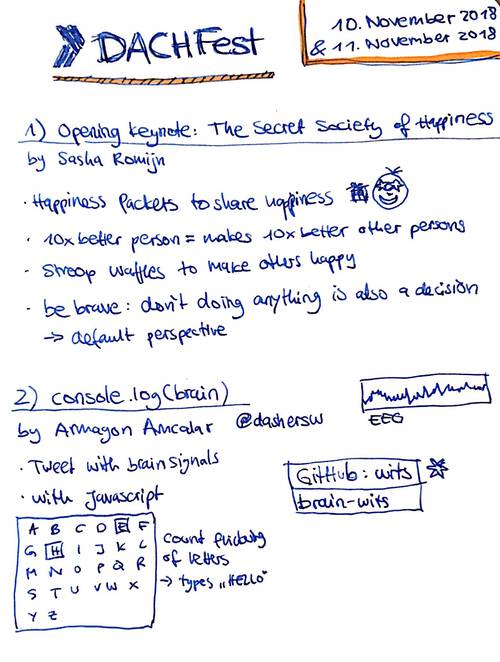 DACHFest
10. November 2018
& 11. November 2018
1) Opening Keynote: The Secret Society of Happiness
by Sasha Romijn
· Happiness Packets to share happiness
· 10x better person = makes 10x better other persons
· Stroop waffles to make others happy
· be brave: don't doing anything is also a decision
→ default perspective
2) console.log(brain)
by Armagan Amcalar @dashersw
EEG
· Tweet with brain signals
· with Javascript
GitHub: wits
brain-wits
A B C D E F
G H I J K L
M N O P Q R
S T U V W X
Y Z
count flickering
of letters
→ types „HELLO"